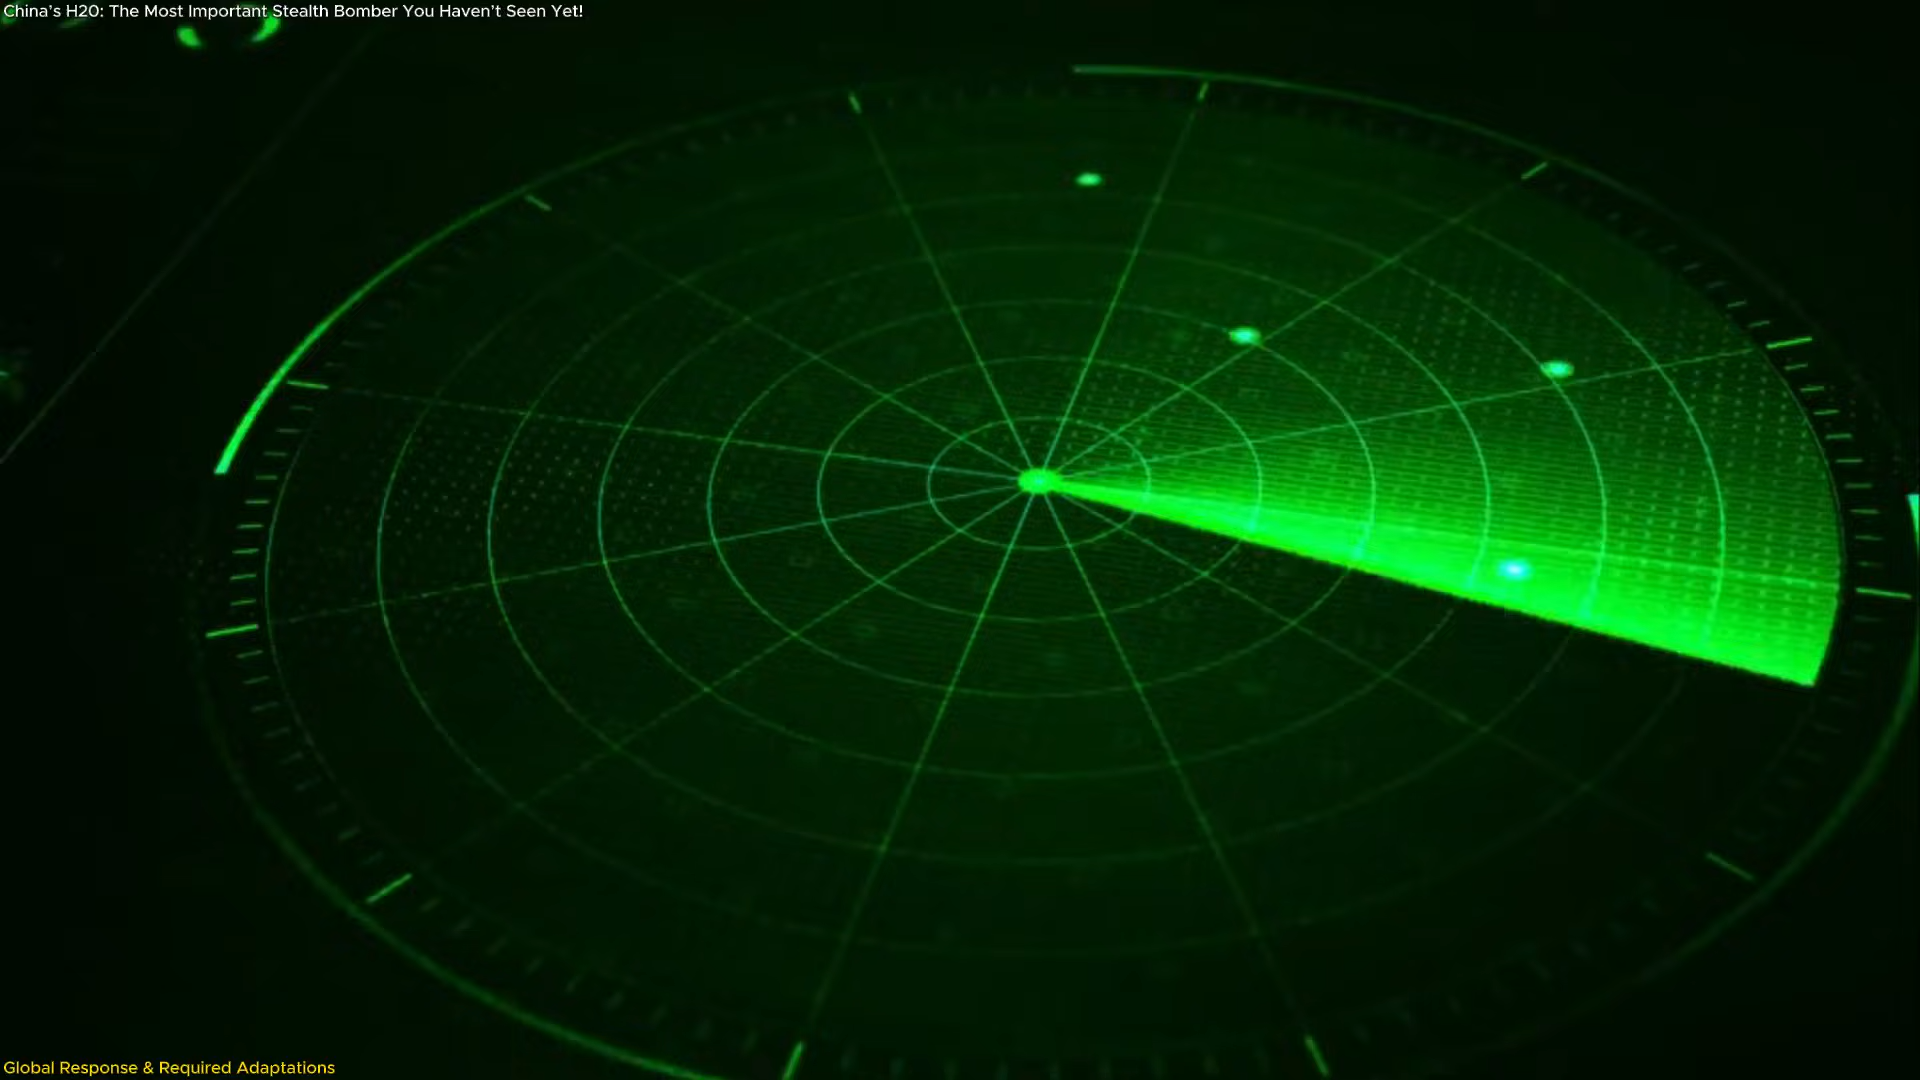 China’s H20: The Most Important Stealth Bomber You Haven’t Seen Yet!
Global Response & Required Adaptations